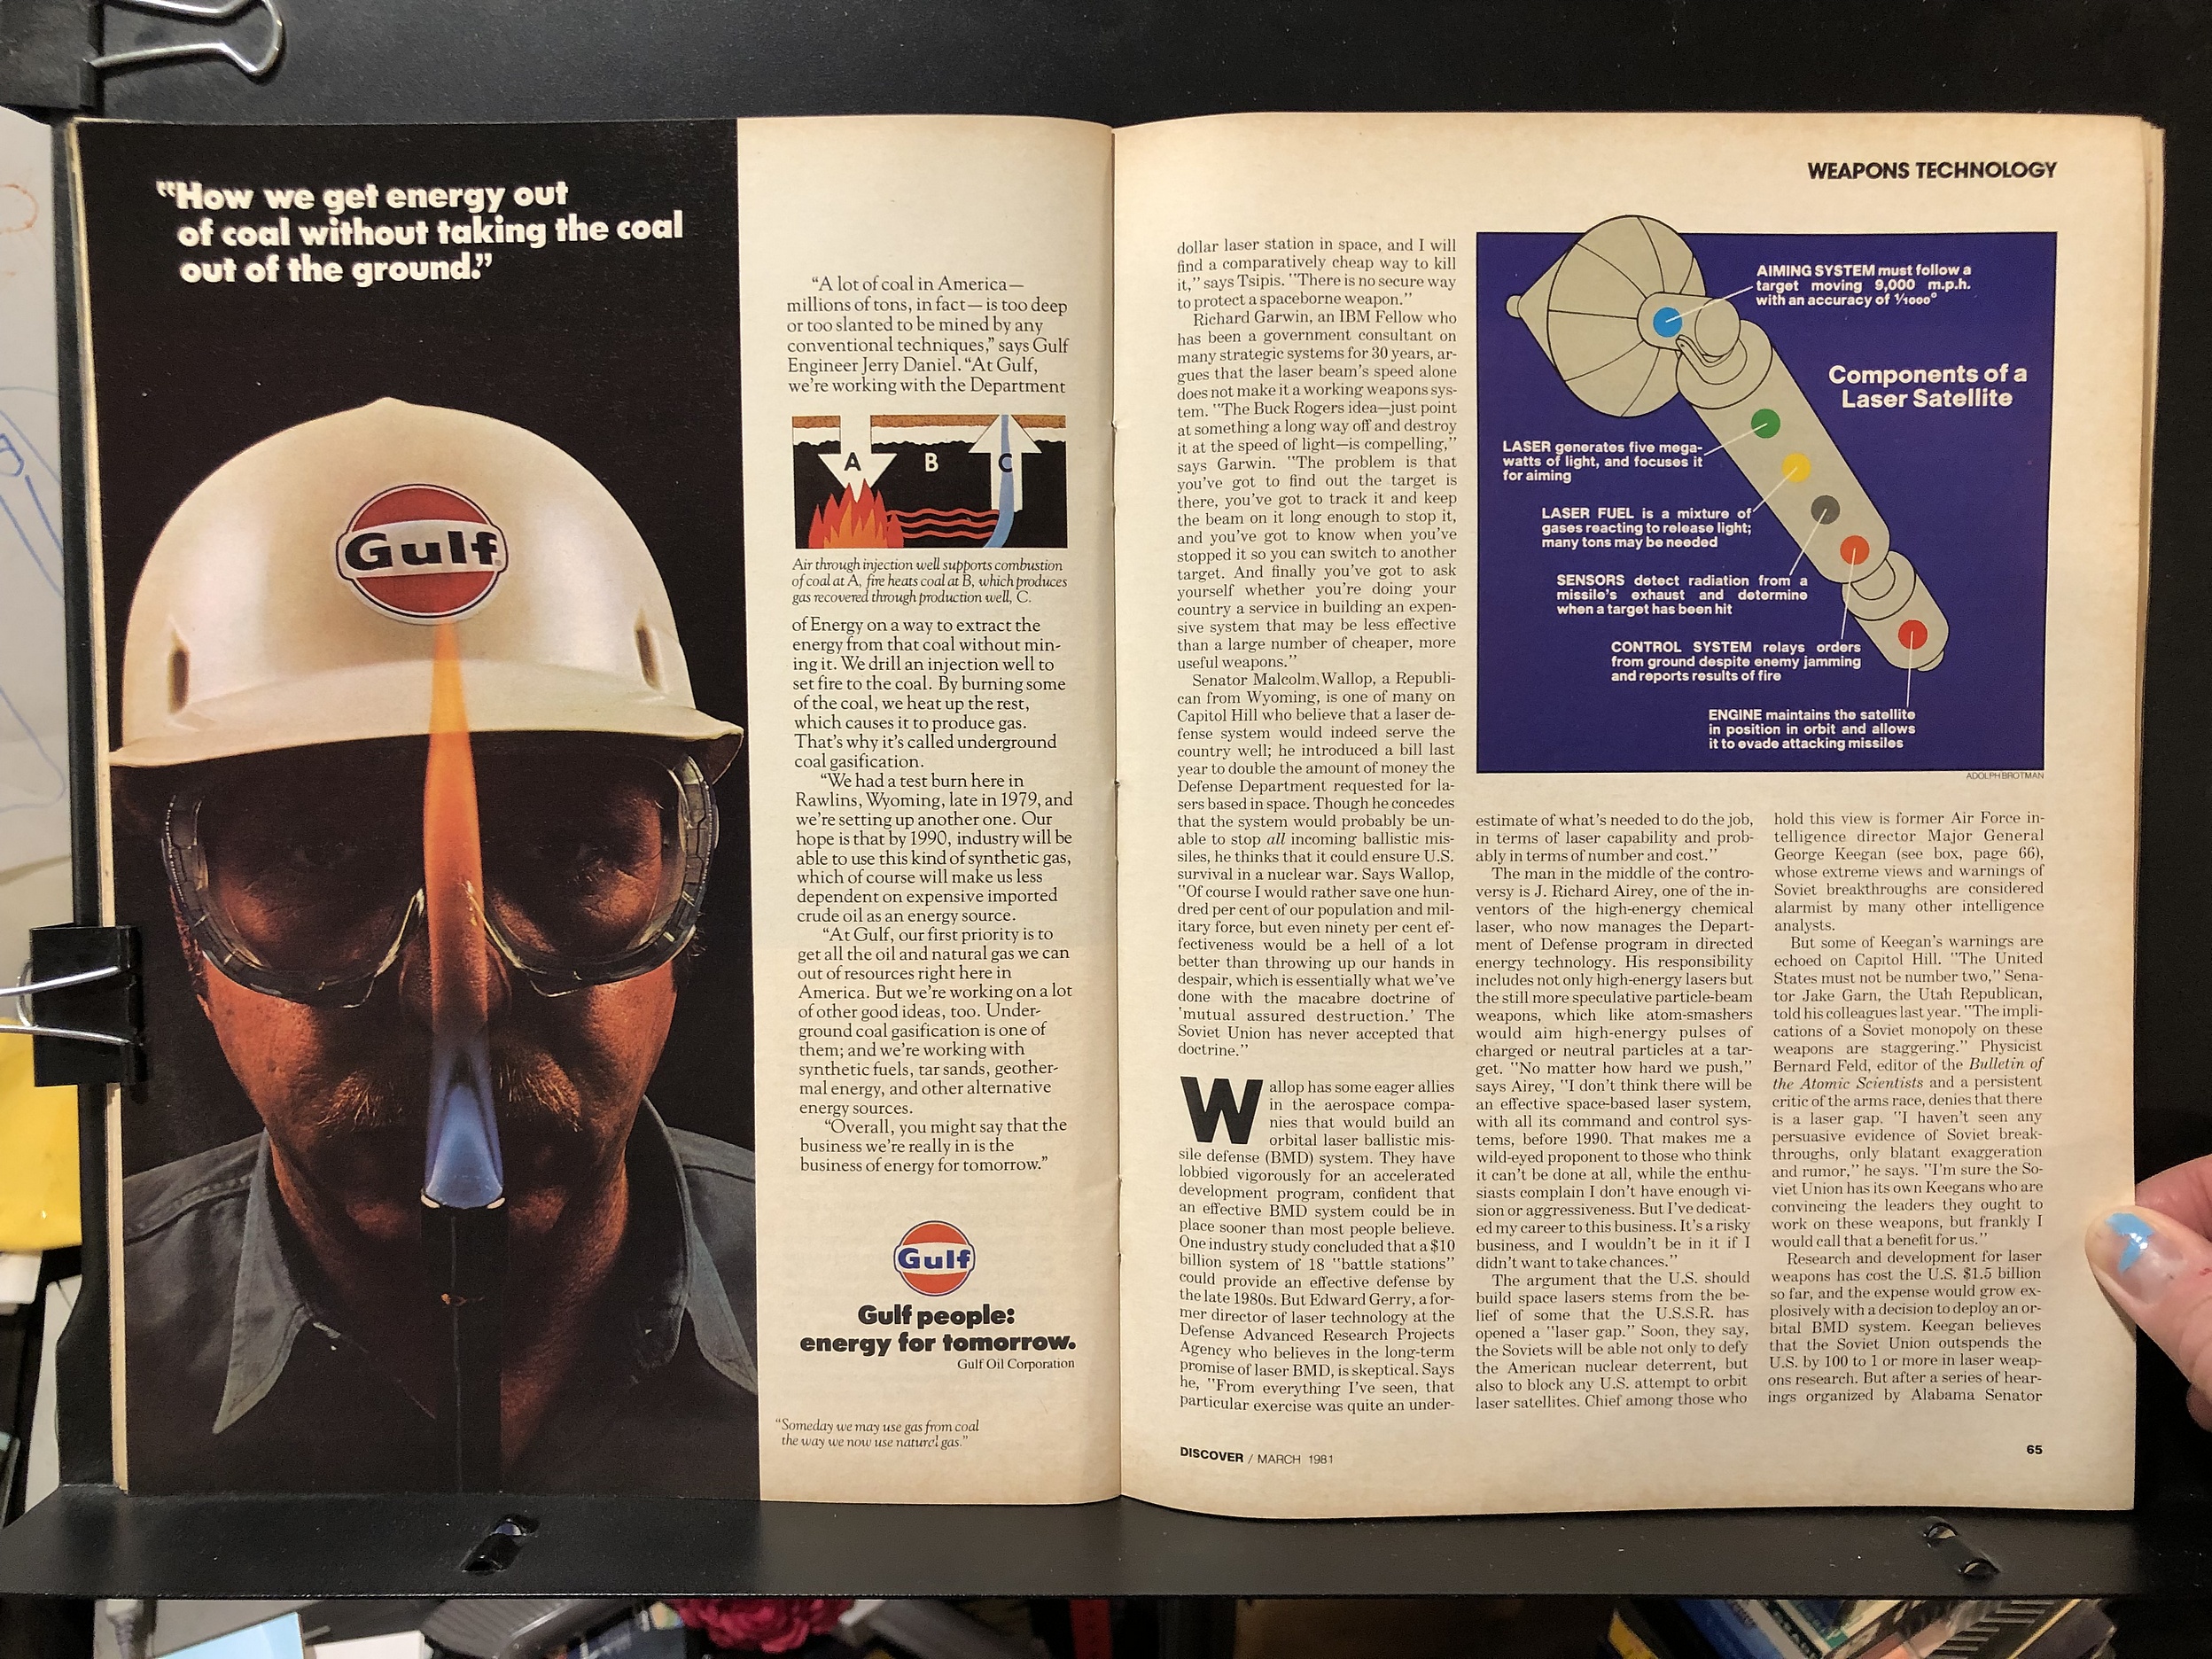 "How we get energy out
of coal without taking the coal
out of the ground."
Gulf
"A lot of coal in America—
millions of tons, in fact—is too deep
or too slanted to be mined by any
conventional techniques," says Gulf
Engineer Jerry Daniel. "At Gulf,
we're working with the Department
A
B
C
Air through injection well supports combustion
of coal at A, fire heats coal at B, which produces
gas recovered through production well, C.
of Energy on a way to extract the
energy from that coal without min-
ing it. We drill an injection well to
set fire to the coal. By burning some
of the coal, we heat up the rest,
which causes it to produce gas.
That's why it's called underground
coal gasification.
"We had a test burn here in
Rawlins, Wyoming, late in 1979, and
we're setting up another one. Our
hope is that by 1990, industry will be
able to use this kind of synthetic gas,
which of course will make us less
dependent on expensive imported
crude oil as an energy source.
"At Gulf, our first priority is to
get all the oil and natural gas we can
out of resources right here in
America. But we're working on a lot
of other good ideas, too. Under-
ground coal gasification is one of
them; and we're working with
synthetic fuels, tar sands, geother-
mal energy, and other alternative
energy sources.
"Overall, you might say that the
business we're really in is the
business of energy for tomorrow."
Gulf
Gulf people:
energy for tomorrow.
Gulf Oil Corporation
"Someday we may use gas from coal
the way we now use natural gas."
WEAPONS TECHNOLOGY
dollar laser station in space, and I will
find a comparatively cheap way to kill
it," says Tsipis. "There is no secure way
to protect a spaceborne weapon."
Richard Garwin, an IBM Fellow who
has been a government consultant on
many strategic systems for 30 years, ar-
gues that the laser beam's speed alone
does not make it a working weapons sys-
tem. "The Buck Rogers idea—just point
at something a long way off and destroy
it at the speed of light—is compelling,"
says Garwin. "The problem is that
you've got to find out the target is
there, you've got to track it and keep
the beam on it long enough to stop it,
and you've got to know when you've
stopped it so you can switch to another
target. And finally you've got to ask
yourself whether you're doing your
country a service in building an expen-
sive system that may be less effective
than a large number of cheaper, more
useful weapons."
Senator Malcolm Wallop, a Republi-
can from Wyoming, is one of many on
Capitol Hill who believe that a laser de-
fense system would indeed serve the
country well; he introduced a bill last
year to double the amount of money the
Defense Department requested for la-
sers based in space. Though he concedes
that the system would probably be un-
able to stop all incoming ballistic mis-
siles, he thinks that it could ensure U.S.
survival in a nuclear war. Says Wallop,
"Of course I would rather save one hun-
dred per cent of our population and mil-
itary force, but even ninety per cent ef-
fectiveness would be a hell of a lot
better than throwing up our hands in
despair, which is essentially what we've
done with the macabre doctrine of
'mutual assured destruction.' The
Soviet Union has never accepted that
doctrine."
Wallop has some eager allies
in the aerospace compa-
nies that would build an
orbital laser ballistic mis-
sile defense (BMD) system. They have
lobbied vigorously for an accelerated
development program, confident that
an effective BMD system could be in
place sooner than most people believe.
One industry study concluded that a $10
billion system of 18 "battle stations"
could provide an effective defense by
the late 1980s. But Edward Gerry, a for-
mer director of laser technology at the
Defense Advanced Research Projects
Agency who believes in the long-term
promise of laser BMD, is skeptical. Says
he, "From everything I've seen, that
particular exercise was quite an under-
AIMING SYSTEM must follow a
target moving 9,000 m.p.h.
with an accuracy of 1/1000°
Components of a
Laser Satellite
LASER generates five mega-
watts of light, and focuses it
for aiming
LASER FUEL is a mixture of
gases reacting to release light;
many tons may be needed
SENSORS detect radiation from a
missile's exhaust and determine
when a target has been hit
CONTROL SYSTEM relays orders
from ground despite enemy jamming
and reports results of fire
ENGINE maintains the satellite
in position in orbit and allows
it to evade attacking missiles
ADOLPH BROTMAN
estimate of what's needed to do the job,
in terms of laser capability and prob-
ably in terms of number and cost."
The man in the middle of the contro-
versy is J. Richard Airey, one of the in-
ventors of the high-energy chemical
laser, who now manages the Depart-
ment of Defense program in directed
energy technology. His responsibility
includes not only high-energy lasers but
the still more speculative particle-beam
weapons, which like atom-smashers
would aim high-energy pulses of
charged or neutral particles at a tar-
get. "No matter how hard we push,"
says Airey, "I don't think there will be
an effective space-based laser system,
with all its command and control sys-
tems, before 1990. That makes me a
wild-eyed proponent to those who think
it can't be done at all, while the enthu-
siasts complain I don't have enough vi-
sion or aggressiveness. But I've dedicat-
ed my career to this business. It's a risky
business, and I wouldn't be in it if I
didn't want to take chances."
The argument that the U.S. should
build space lasers stems from the be-
lief of some that the U.S.S.R. has
opened a "laser gap." Soon, they say,
the Soviets will be able not only to defy
the American nuclear deterrent, but
also to block any U.S. attempt to orbit
laser satellites. Chief among those who
hold this view is former Air Force in-
telligence director Major General
George Keegan (see box, page 66),
whose extreme views and warnings of
Soviet breakthroughs are considered
alarmist by many other intelligence
analysts.
But some of Keegan's warnings are
echoed on Capitol Hill. "The United
States must not be number two," Sena-
tor Jake Garn, the Utah Republican,
told his colleagues last year. "The impli-
cations of a Soviet monopoly on these
weapons are staggering." Physicist
Bernard Feld, editor of the Bulletin of
the Atomic Scientists and a persistent
critic of the arms race, denies that there
is a laser gap. "I haven't seen any
persuasive evidence of Soviet break-
throughs, only blatant exaggeration
and rumor," he says. "I'm sure the So-
viet Union has its own Keegans who are
convincing the leaders they ought to
work on these weapons, but frankly I
would call that a benefit for us."
Research and development for laser
weapons has cost the U.S. $1.5 billion
so far, and the expense would grow ex-
plosively with a decision to deploy an or-
bital BMD system. Keegan believes
that the Soviet Union outspends the
U.S. by 100 to 1 or more in laser weap-
ons research. But after a series of hear-
ings organized by Alabama Senator
DISCOVER / MARCH 1981
65